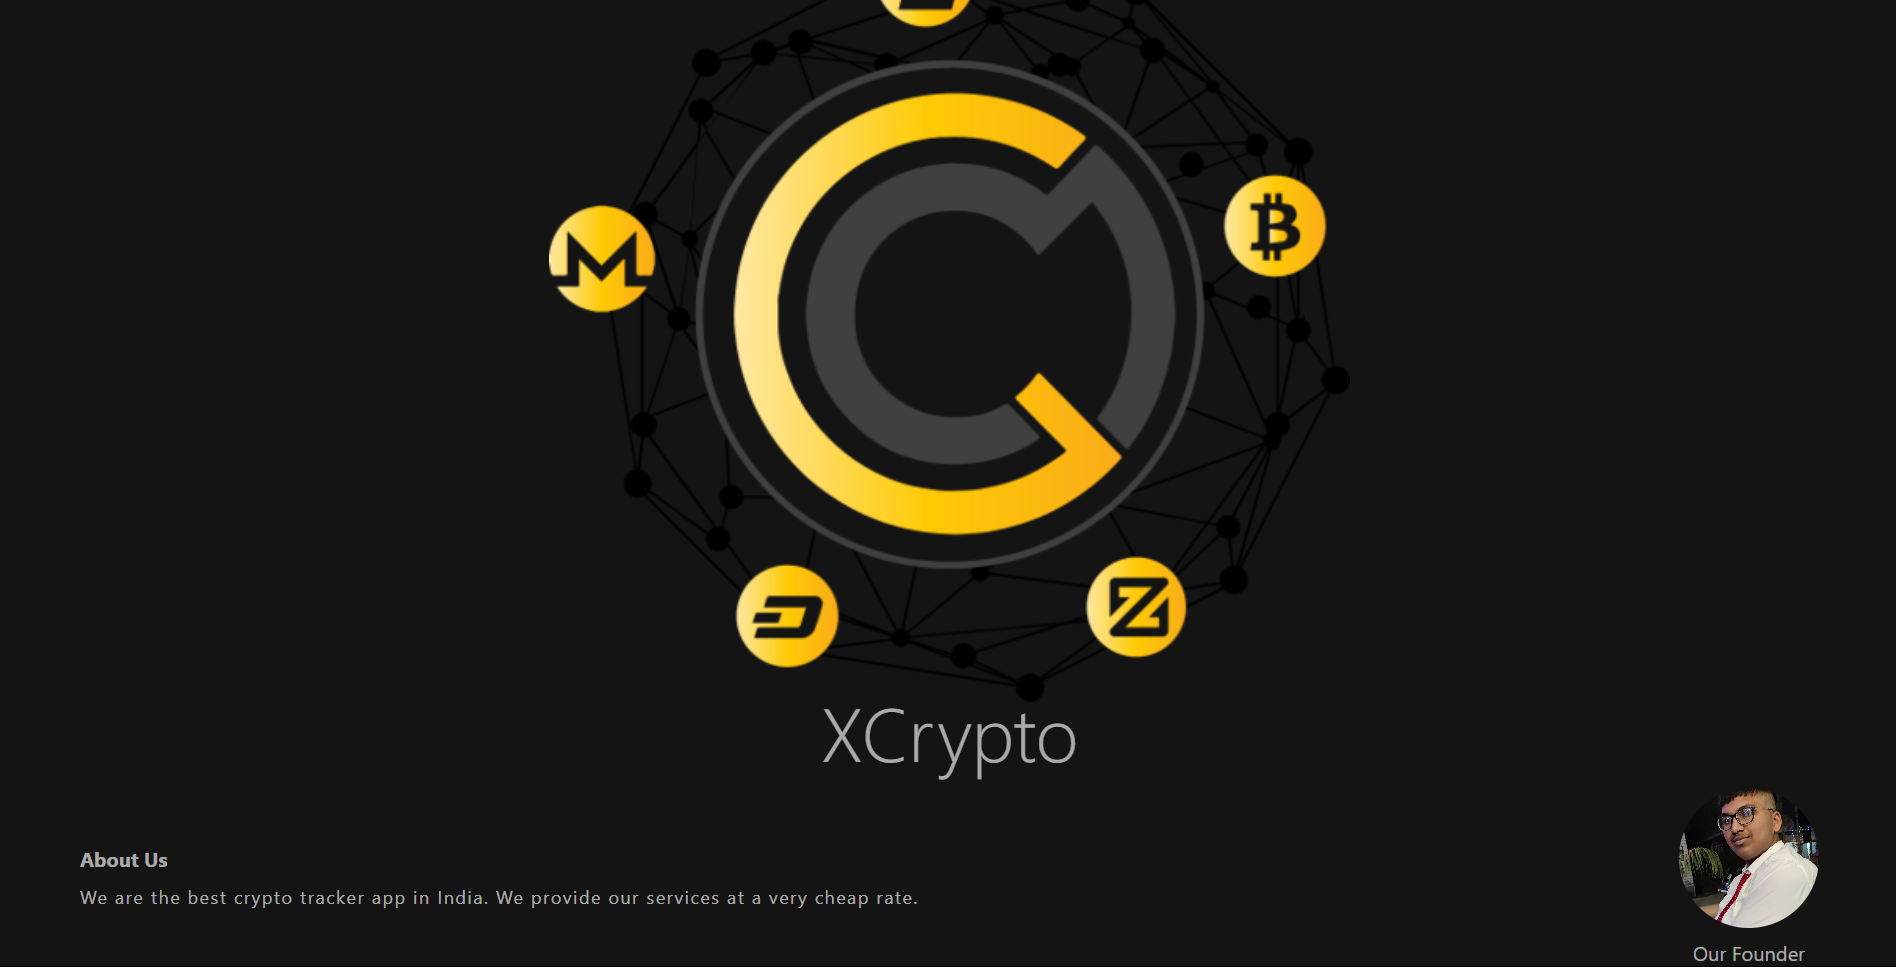 XCrypto
About Us
We are the best crypto tracker app in India. We provide our services at a very cheap rate.
Our Founder